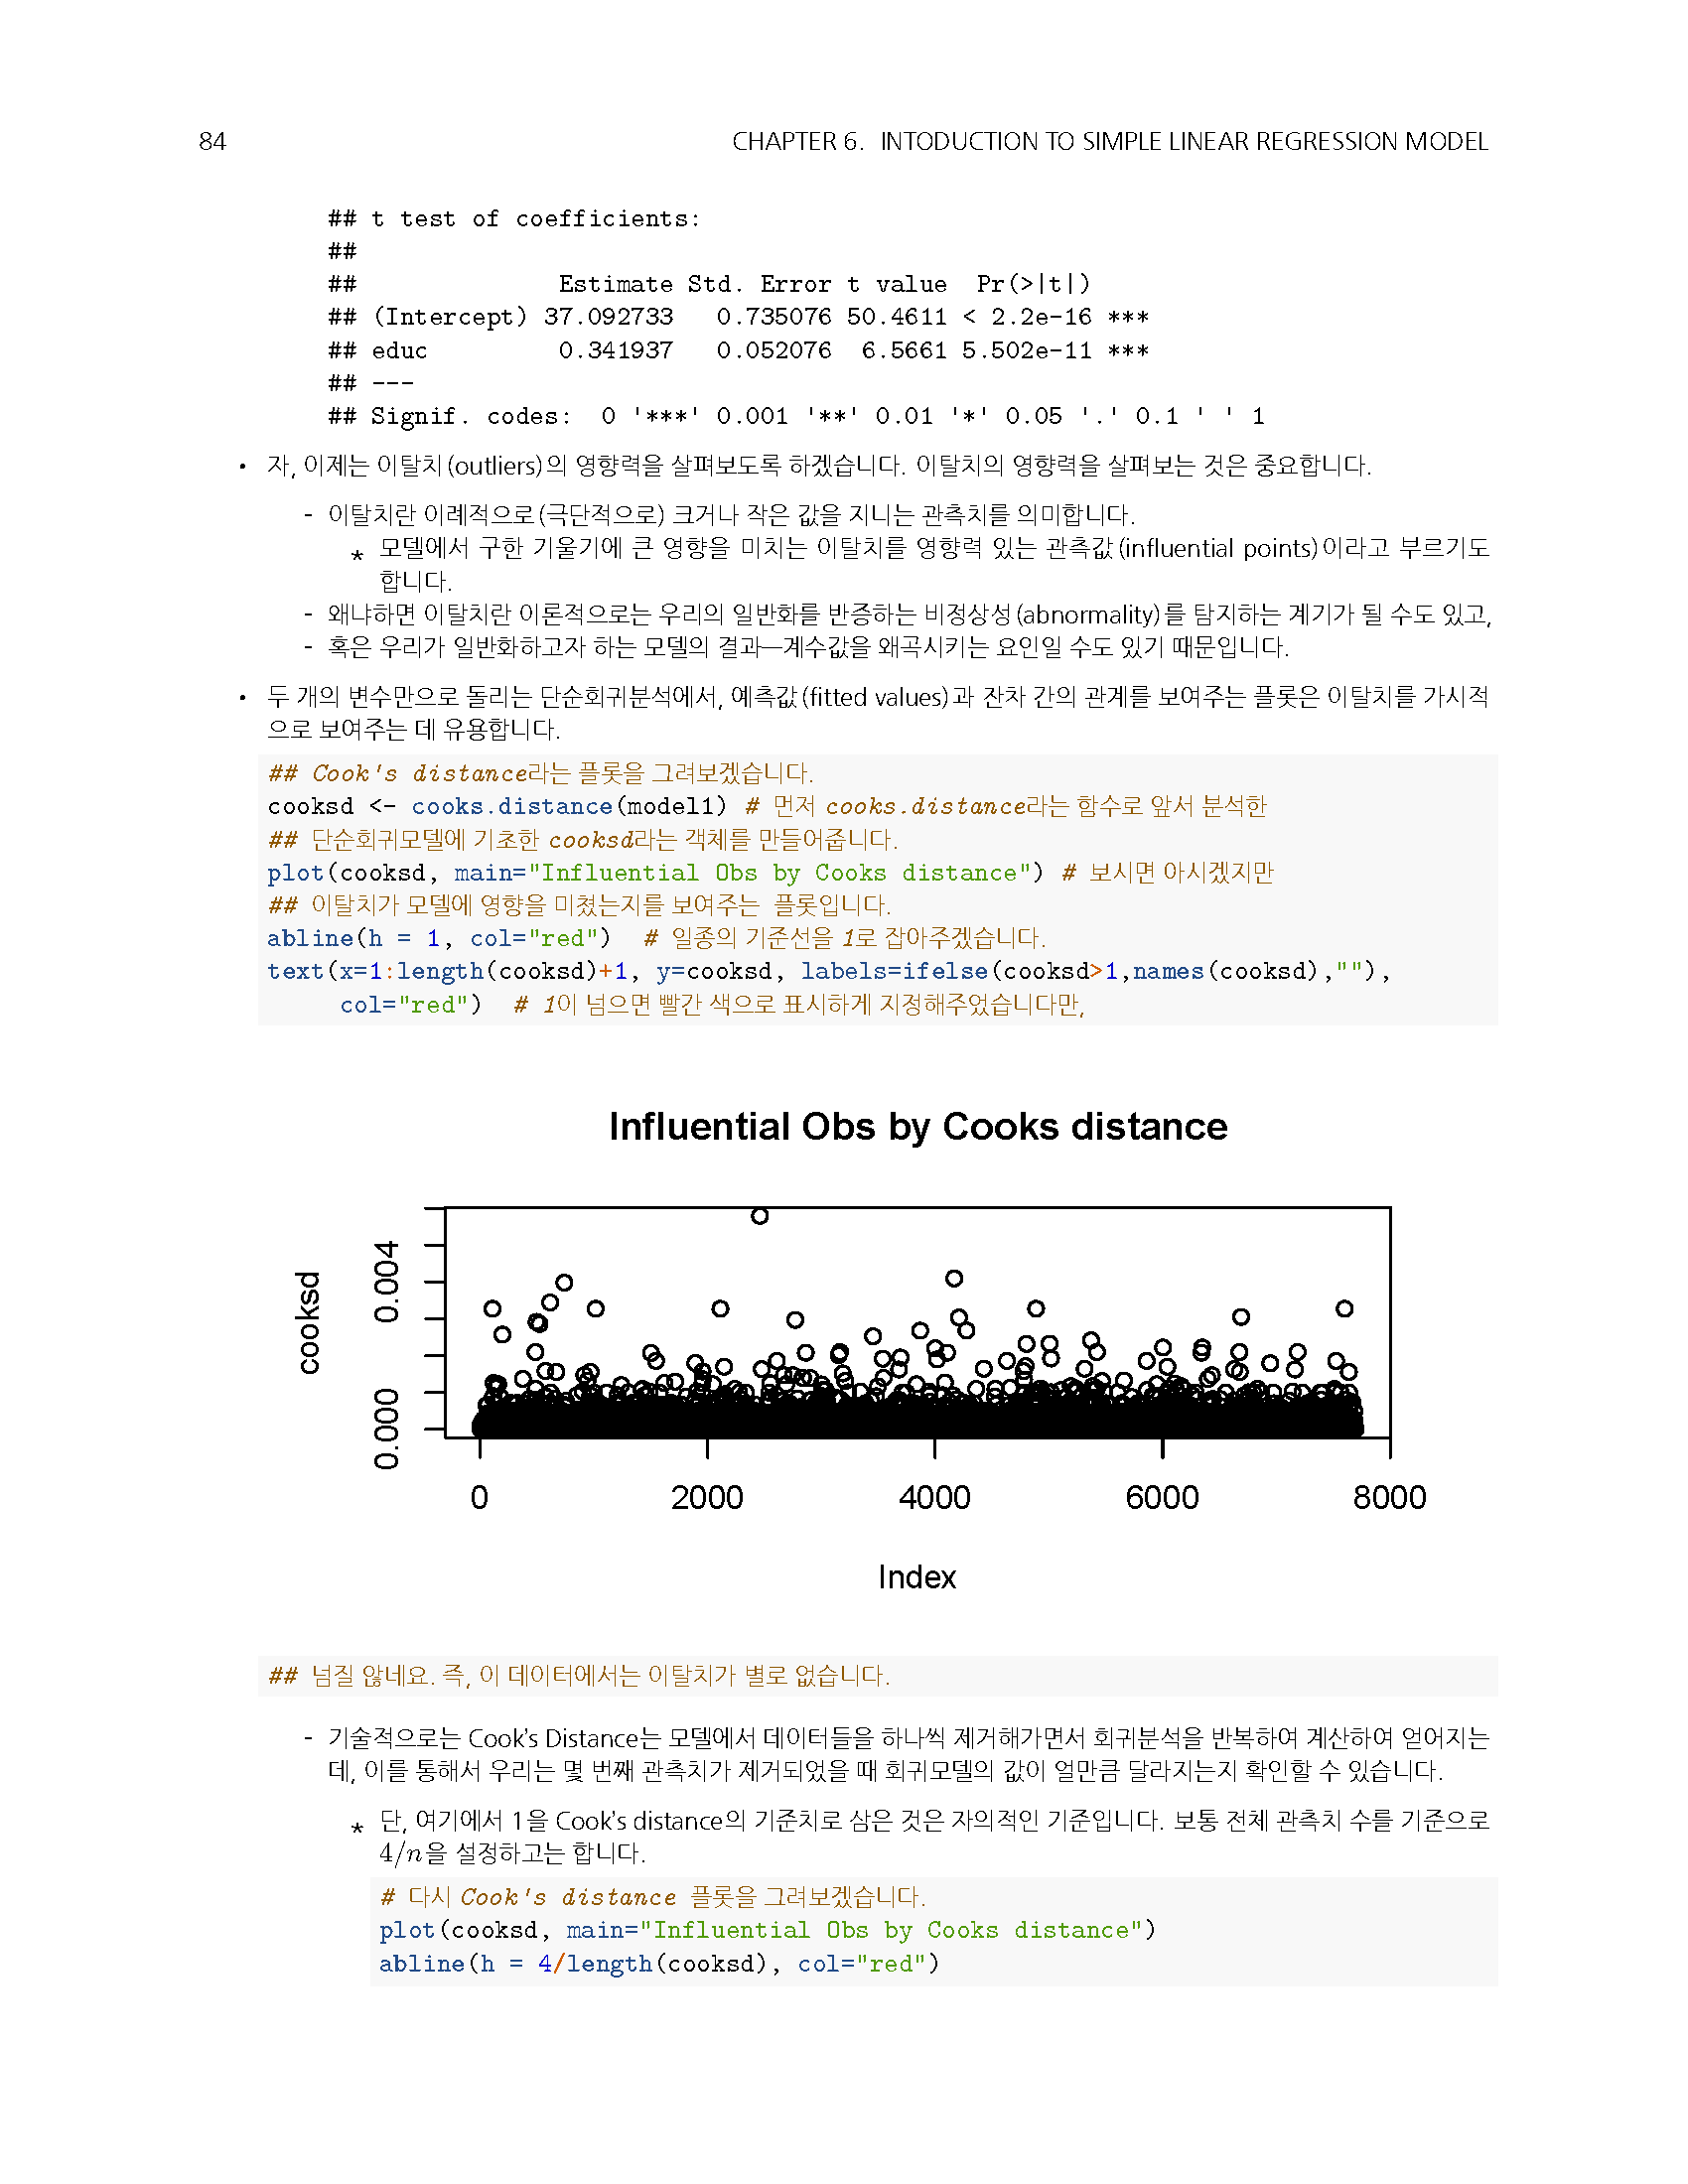 84 CHAPTER 6. INTODUCTION TO SIMPLE LINEAR REGRESSION MODEL
## t test of coefficients:
##
## Estimate Std. Error t value Pr(>|t|)
## (Intercept) 37.092733 0.735076 50.4611 < 2.2e-16 ***
## educ 0.341937 0.052076 6.5661 5.502e-11 ***
## ---
## Signif. codes: 0 '***' 0.001 '**' 0.01 '*' 0.05 '.' 0.1 ' ' 1
• 자, 이제는 이탈치(outliers)의 영향력을 살펴보도록 하겠습니다. 이탈치의 영향력을 살펴보는 것은 중요합니다.
- 이탈치란 이례적으로(극단적으로) 크거나 작은 값을 지니는 관측치를 의미합니다.
* 모델에서 구한 기울기에 큰 영향을 미치는 이탈치를 영향력 있는 관측값(influential points)이라고 부르기도
합니다.
- 왜냐하면 이탈치란 이론적으로는 우리의 일반화를 반증하는 비정상성(abnormality)를 탐지하는 계기가 될 수도 있고,
- 혹은 우리가 일반화하고자 하는 모델의 결과—계수값을 왜곡시키는 요인일 수도 있기 때문입니다.
• 두 개의 변수만으로 돌리는 단순회귀분석에서, 예측값(fitted values)과 잔차 간의 관계를 보여주는 플롯은 이탈치를 가시적
으로 보여주는 데 유용합니다.
## Cook's distance라는 플롯을 그려보겠습니다.
cooksd <- cooks.distance(model1) # 먼저 cooks.distance라는 함수로 앞서 분석한
## 단순회귀모델에 기초한 cooksd라는 객체를 만들어줍니다.
plot(cooksd, main="Influential Obs by Cooks distance") # 보시면 아시겠지만
## 이탈치가 모델에 영향을 미쳤는지를 보여주는 플롯입니다.
abline(h = 1, col="red") # 일종의 기준선을 1로 잡아주겠습니다.
text(x=1:length(cooksd)+1, y=cooksd, labels=ifelse(cooksd>1,names(cooksd),""),
col="red") # 1이 넘으면 빨간 색으로 표시하게 지정해주었습니다만,
Influential Obs by Cooks distance
cooksd
0.004
0.000
0 2000 4000 6000 8000
Index
## 넘질 않네요. 즉, 이 데이터에서는 이탈치가 별로 없습니다.
- 기술적으로는 Cook's Distance는 모델에서 데이터들을 하나씩 제거해가면서 회귀분석을 반복하여 계산하여 얻어지는
데, 이를 통해서 우리는 몇 번째 관측치가 제거되었을 때 회귀모델의 값이 얼만큼 달라지는지 확인할 수 있습니다.
* 단, 여기에서 1을 Cook's distance의 기준치로 삼은 것은 자의적인 기준입니다. 보통 전체 관측치 수를 기준으로
4/n을 설정하고는 합니다.
# 다시 Cook's distance 플롯을 그려보겠습니다.
plot(cooksd, main="Influential Obs by Cooks distance")
abline(h = 4/length(cooksd), col="red")